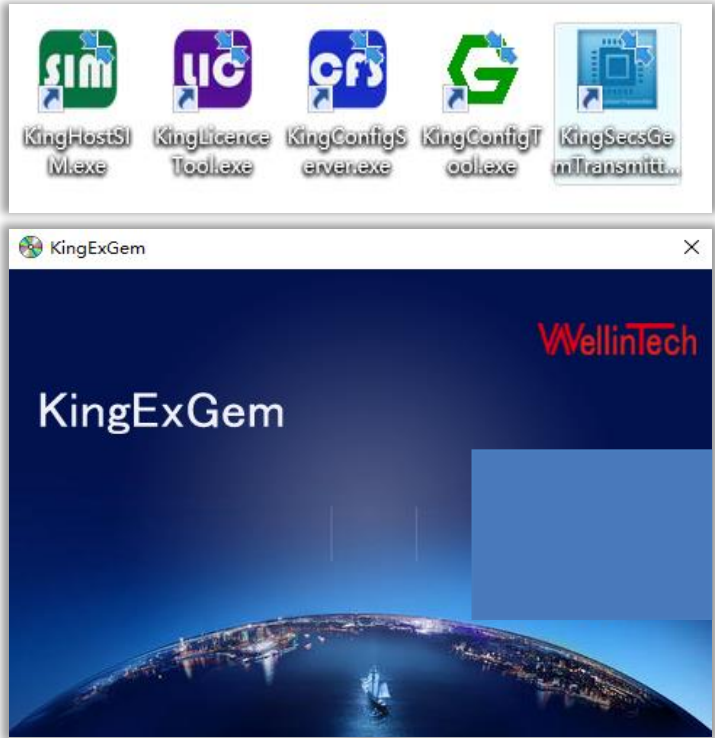 SIM
LIC
CFS
G
KingHostSI
M.exe
KingLicence
Tool.exe
KingConfigS
erver.exe
KingConfigT
ool.exe
KingSecsGe
mTransmitt...
KingExGem
WellinTech
KingExGem